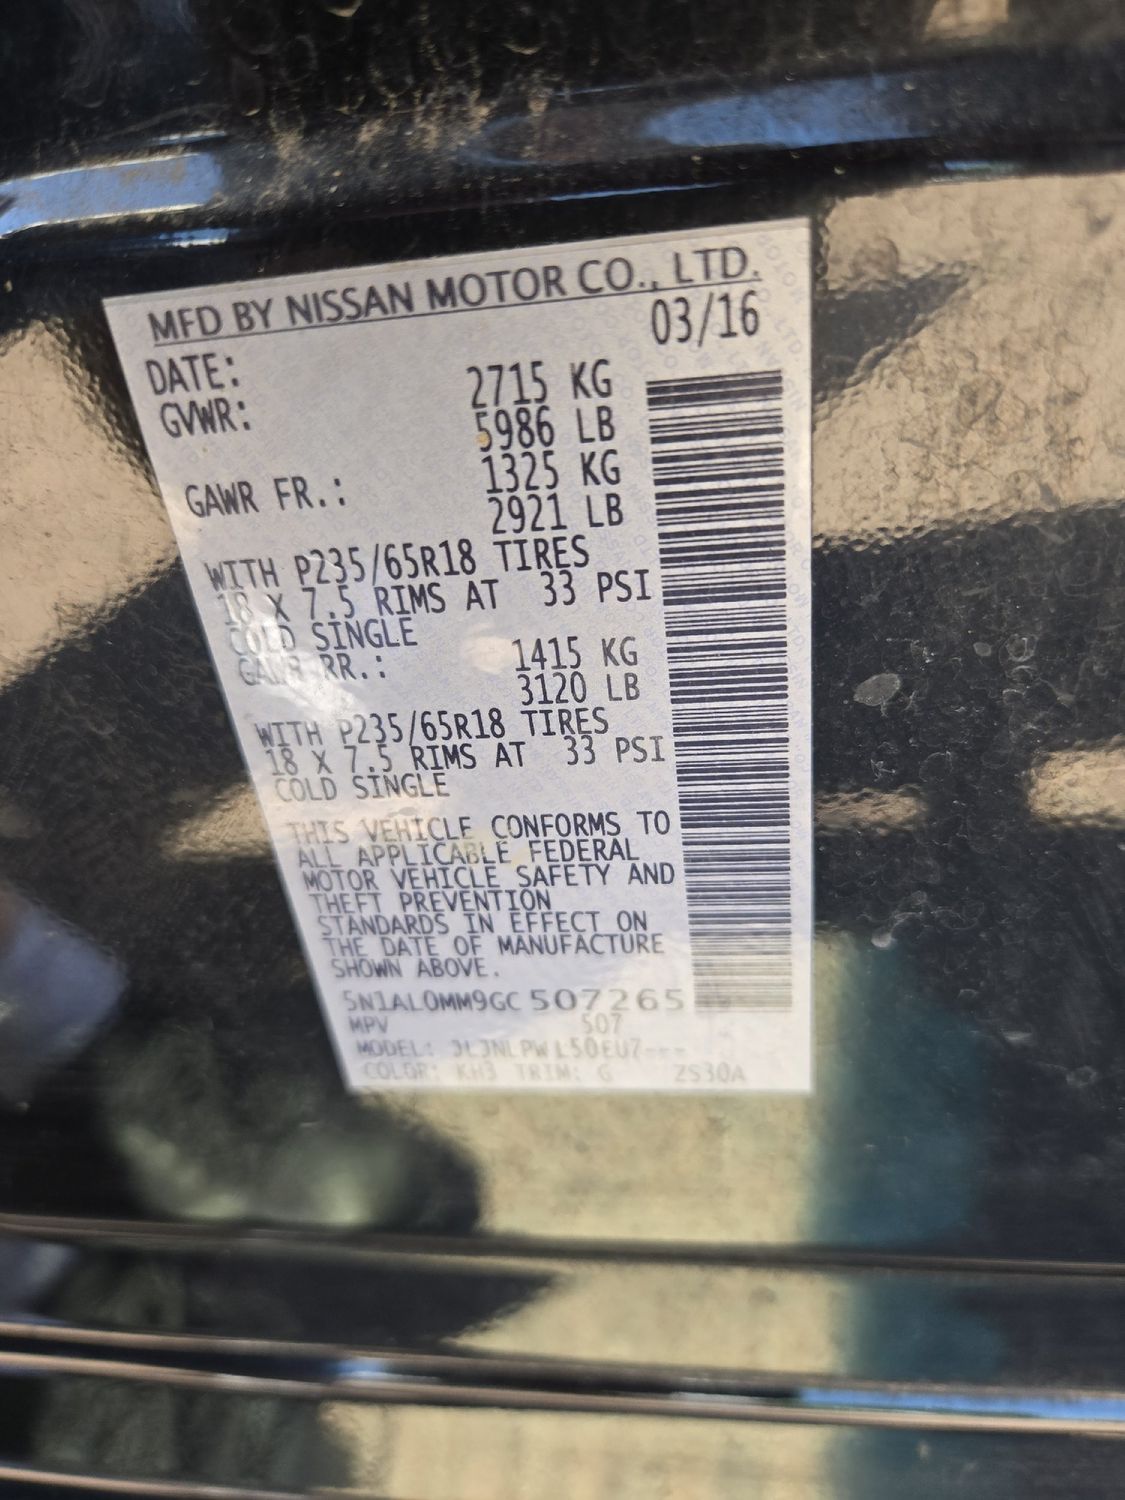 MFD BY NISSAN MOTOR CO., LTD.
DATE: 03/16
GVWR: 2715 KG
5986 LB
GAWR FR.: 1325 KG
2921 LB
WITH P235/65R18 TIRES
18 X 7.5 RIMS AT 33 PSI
COLD SINGLE
GAWR RR.: 1415 KG
3120 LB
WITH P235/65R18 TIRES
18 X 7.5 RIMS AT 33 PSI
COLD SINGLE
THIS VEHICLE CONFORMS TO
ALL APPLICABLE FEDERAL
MOTOR VEHICLE SAFETY AND
THEFT PREVENTION
STANDARDS IN EFFECT ON
THE DATE OF MANUFACTURE
SHOWN ABOVE.
5N1AL0MM9GC 507265
MPV 507
MODEL:
COLOR: KH3 TRIM: G ZS30A